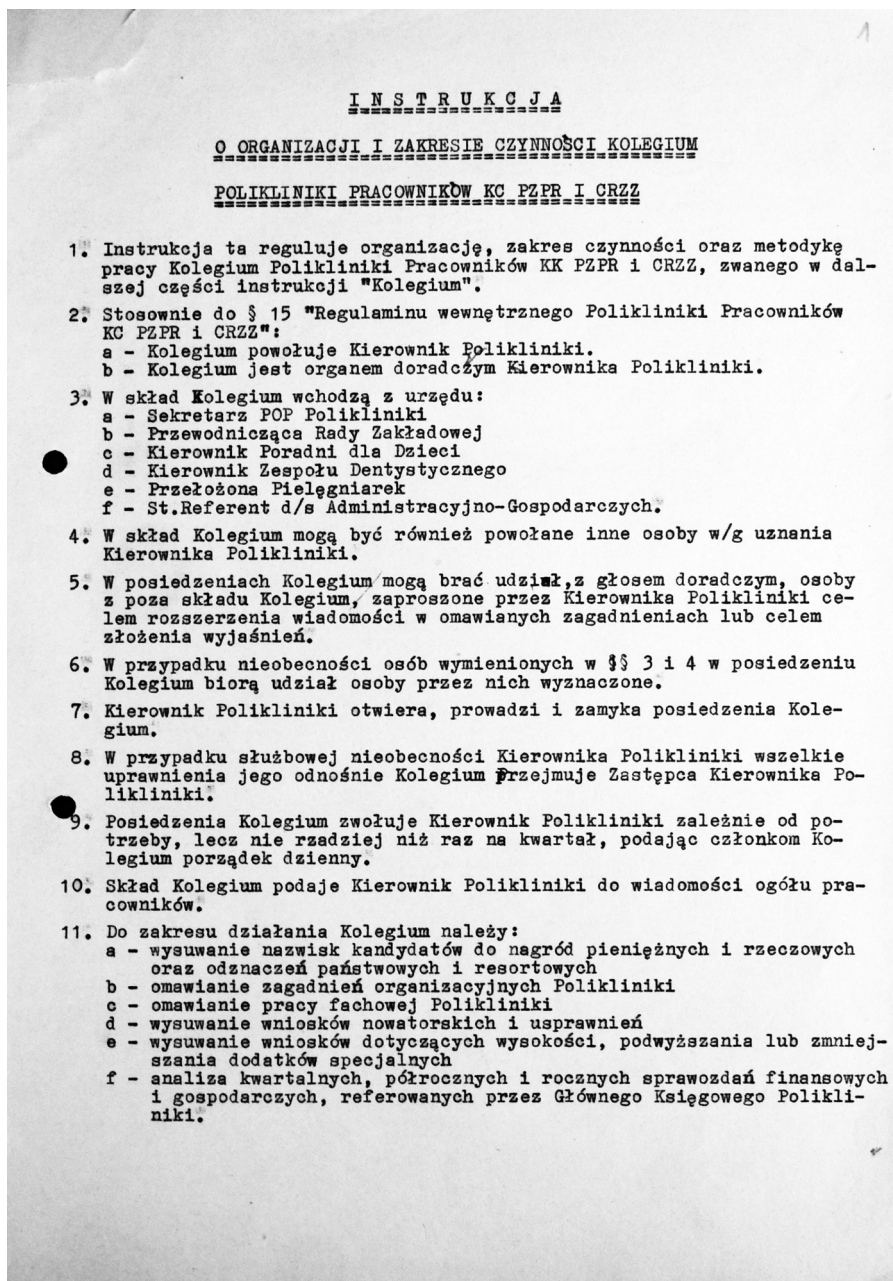 1
I N S T R U K C J A
O ORGANIZACJI I ZAKRESIE CZYNNOŚCI KOLEGIUM
POLIKLINIKI PRACOWNIKÓW KC PZPR I CRZZ
1. Instrukcja ta reguluje organizację, zakres czynności oraz metodykę
pracy Kolegium Polikliniki Pracowników KK PZPR i CRZZ, zwanego w dal-
szej części instrukcji "Kolegium".
2. Stosownie do § 15 "Regulaminu wewnętrznego Polikliniki Pracowników
KC PZPR i CRZZ":
a - Kolegium powołuje Kierownik Polikliniki.
b - Kolegium jest organem doradczym Kierownika Polikliniki.
3. W skład Kolegium wchodzą z urzędu:
a - Sekretarz POP Polikliniki
b - Przewodnicząca Rady Zakładowej
c - Kierownik Poradni dla Dzieci
d - Kierownik Zespołu Dentystycznego
e - Przełożona Pielęgniarek
f - St.Referent d/s Administracyjno-Gospodarczych.
4. W skład Kolegium mogą być również powołane inne osoby w/g uznania
Kierownika Polikliniki.
5. W posiedzeniach Kolegium mogą brać udział,z głosem doradczym, osoby
z poza składu Kolegium, zaproszone przez Kierownika Polikliniki ce-
lem rozszerzenia wiadomości w omawianych zagadnieniach lub celem
złożenia wyjaśnień.
6. W przypadku nieobecności osób wymienionych w §§ 3 i 4 w posiedzeniu
Kolegium biorą udział osoby przez nich wyznaczone.
7. Kierownik Polikliniki otwiera, prowadzi i zamyka posiedzenia Kole-
gium.
8. W przypadku służbowej nieobecności Kierownika Polikliniki wszelkie
uprawnienia jego odnośnie Kolegium przejmuje Zastępca Kierownika Po-
likliniki.
9. Posiedzenia Kolegium zwołuje Kierownik Polikliniki zależnie od po-
trzeby, lecz nie rzadziej niż raz na kwartał, podając członkom Ko-
legium porządek dzienny.
10. Skład Kolegium podaje Kierownik Polikliniki do wiadomości ogółu pra-
cowników.
11. Do zakresu działania Kolegium należy:
a - wysuwanie nazwisk kandydatów do nagród pieniężnych i rzeczowych
oraz odznaczeń państwowych i resortowych
b - omawianie zagadnień organizacyjnych Polikliniki
c - omawianie pracy fachowej Polikliniki
d - wysuwanie wniosków nowatorskich i usprawnień
e - wysuwanie wniosków dotyczących wysokości, podwyższania lub zmniej-
szania dodatków specjalnych
f - analiza kwartalnych, półrocznych i rocznych sprawozdań finansowych
i gospodarczych, referowanych przez Głównego Księgowego Polikli-
niki.